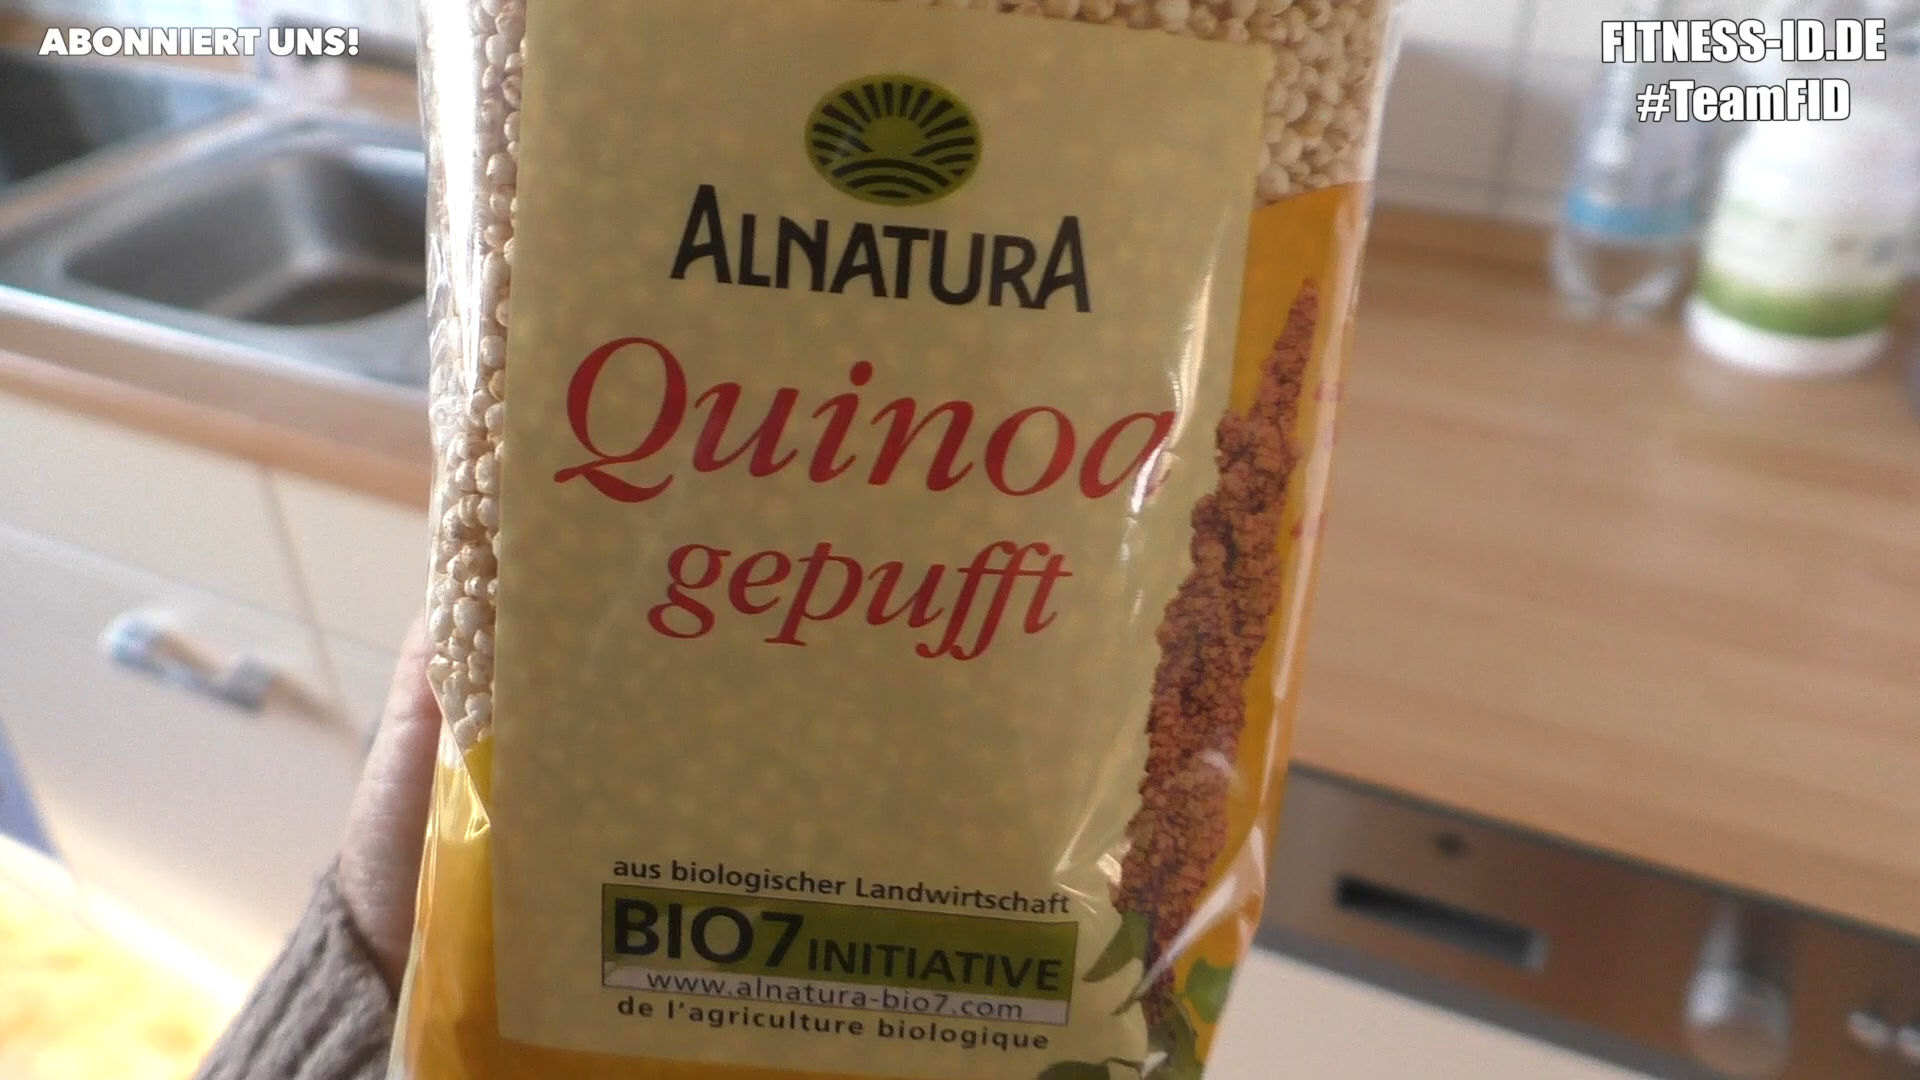 ABONNIERT UNS!
FITNESS-ID.DE
#TeamFID
ALNATURA
Quinoa
gepufft
aus biologischer Landwirtschaft
BIO7 INITIATIVE
www.alnatura-bio7.com
de l'agriculture biologique